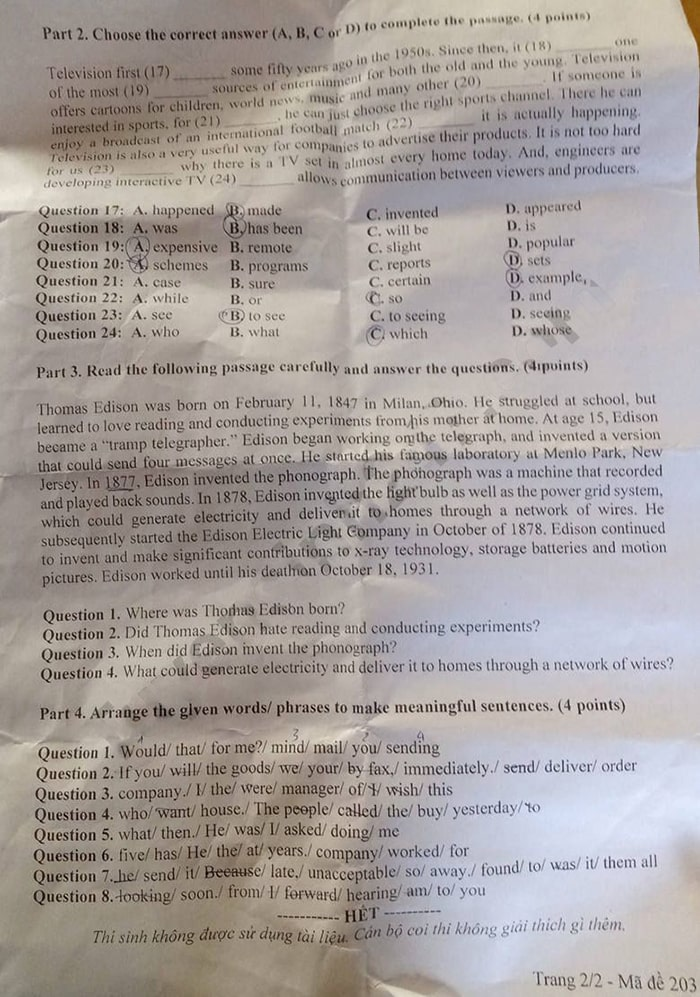 Part 2. Choose the correct answer (A, B, C or D) to complete the passage. (4 points)
Television first (17) ________ some fifty years ago in the 1950s. Since then, it (18) ________ one
of the most (19) ________ sources of entertainment for both the old and the young. Television
offers cartoons for children, world news, music and many other (20) ________. If someone is
interested in sports, for (21) ________, he can just choose the right sports channel. There he can
enjoy a broadcast of an international football match (22) ________ it is actually happening.
Television is also a very useful way for companies to advertise their products. It is not too hard
for us (23) ________ why there is a TV set in almost every home today. And, engineers are
developing interactive TV (24) ________ allows communication between viewers and producers.
Question 17: A. happened B. made C. invented D. appeared
Question 18: A. was B. has been C. will be D. is
Question 19: A. expensive B. remote C. slight D. popular
Question 20: A. schemes B. programs C. reports D. sets
Question 21: A. case B. sure C. certain D. example,
Question 22: A. while B. or C. so D. and
Question 23: A. see B) to see C. to seeing D. seeing
Question 24: A. who B. what C. which D. whose
Part 3. Read the following passage carefully and answer the questions. (4 points)
Thomas Edison was born on February 11, 1847 in Milan, Ohio. He struggled at school, but
learned to love reading and conducting experiments from his mother at home. At age 15, Edison
became a “tramp telegrapher.” Edison began working on the telegraph, and invented a version
that could send four messages at once. He started his famous laboratory at Menlo Park, New
Jersey. In 1877, Edison invented the phonograph. The phonograph was a machine that recorded
and played back sounds. In 1878, Edison invented the light bulb as well as the power grid system,
which could generate electricity and deliver it to homes through a network of wires. He
subsequently started the Edison Electric Light Company in October of 1878. Edison continued
to invent and make significant contributions to x-ray technology, storage batteries and motion
pictures. Edison worked until his death on October 18, 1931.
Question 1. Where was Thomas Edison born?
Question 2. Did Thomas Edison hate reading and conducting experiments?
Question 3. When did Edison invent the phonograph?
Question 4. What could generate electricity and deliver it to homes through a network of wires?
Part 4. Arrange the given words/ phrases to make meaningful sentences. (4 points)
Question 1. Would/ that/ for me?/ mind/ mail/ you/ sending
Question 2. If you/ will/ the goods/ we/ your/ by fax,/ immediately./ send/ deliver/ order
Question 3. company./ I/ the/ were/ manager/ of/ I/ wish/ this
Question 4. who/ want/ house./ The people/ called/ the/ buy/ yesterday/ to
Question 5. what/ then./ He/ was/ I/ asked/ doing/ me
Question 6. five/ has/ He/ the/ at/ years./ company/ worked/ for
Question 7. he/ send/ it/ Because/ late,/ unacceptable/ so/ away./ found/ to/ was/ it/ them all
Question 8. looking/ soon./ from/ I/ forward/ hearing/ am/ to/ you
----------- HẾT ----------
Thí sinh không được sử dụng tài liệu. Cán bộ coi thi không giải thích gì thêm.
Trang 2/2 - Mã đề 203